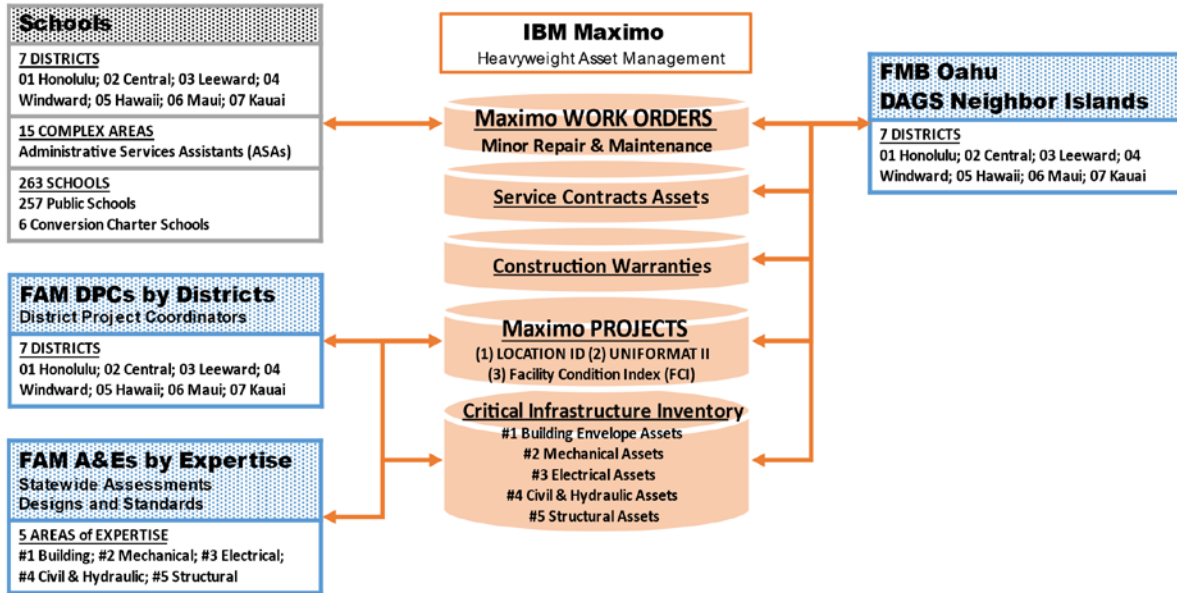 Schools
7 DISTRICTS
01 Honolulu; 02 Central; 03 Leeward; 04
Windward; 05 Hawaii; 06 Maui; 07 Kauai
15 COMPLEX AREAS
Administrative Services Assistants (ASAs)
263 SCHOOLS
257 Public Schools
6 Conversion Charter Schools
FAM DPCs by Districts
District Project Coordinators
7 DISTRICTS
01 Honolulu; 02 Central; 03 Leeward; 04
Windward; 05 Hawaii; 06 Maui; 07 Kauai
FAM A&Es by Expertise
Statewide Assessments
Designs and Standards
5 AREAS of EXPERTISE
#1 Building; #2 Mechanical; #3 Electrical;
#4 Civil & Hydraulic; #5 Structural
IBM Maximo
Heavyweight Asset Management
Maximo WORK ORDERS
Minor Repair & Maintenance
Service Contracts Assets
Construction Warranties
Maximo PROJECTS
(1) LOCATION ID (2) UNIFORMAT II
(3) Facility Condition Index (FCI)
Critical Infrastructure Inventory
#1 Building Envelope Assets
#2 Mechanical Assets
#3 Electrical Assets
#4 Civil & Hydraulic Assets
#5 Structural Assets
FMB Oahu
DAGS Neighbor Islands
7 DISTRICTS
01 Honolulu; 02 Central; 03 Leeward; 04
Windward; 05 Hawaii; 06 Maui; 07 Kauai